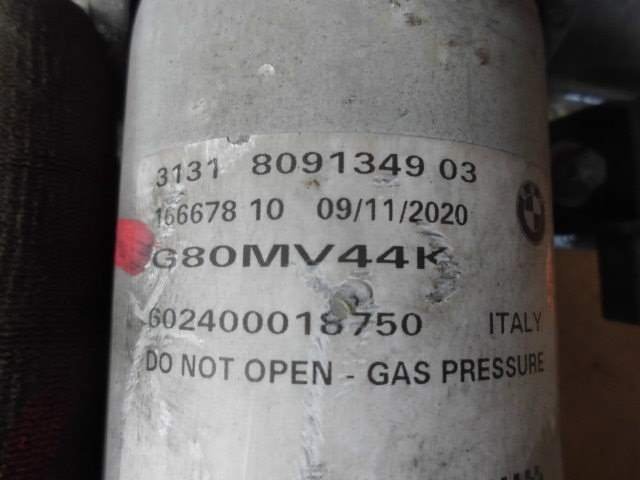 3131 8091349 03
166678 10 09/11/2020
G80MV44K
602400018750 ITALY
DO NOT OPEN - GAS PRESSURE